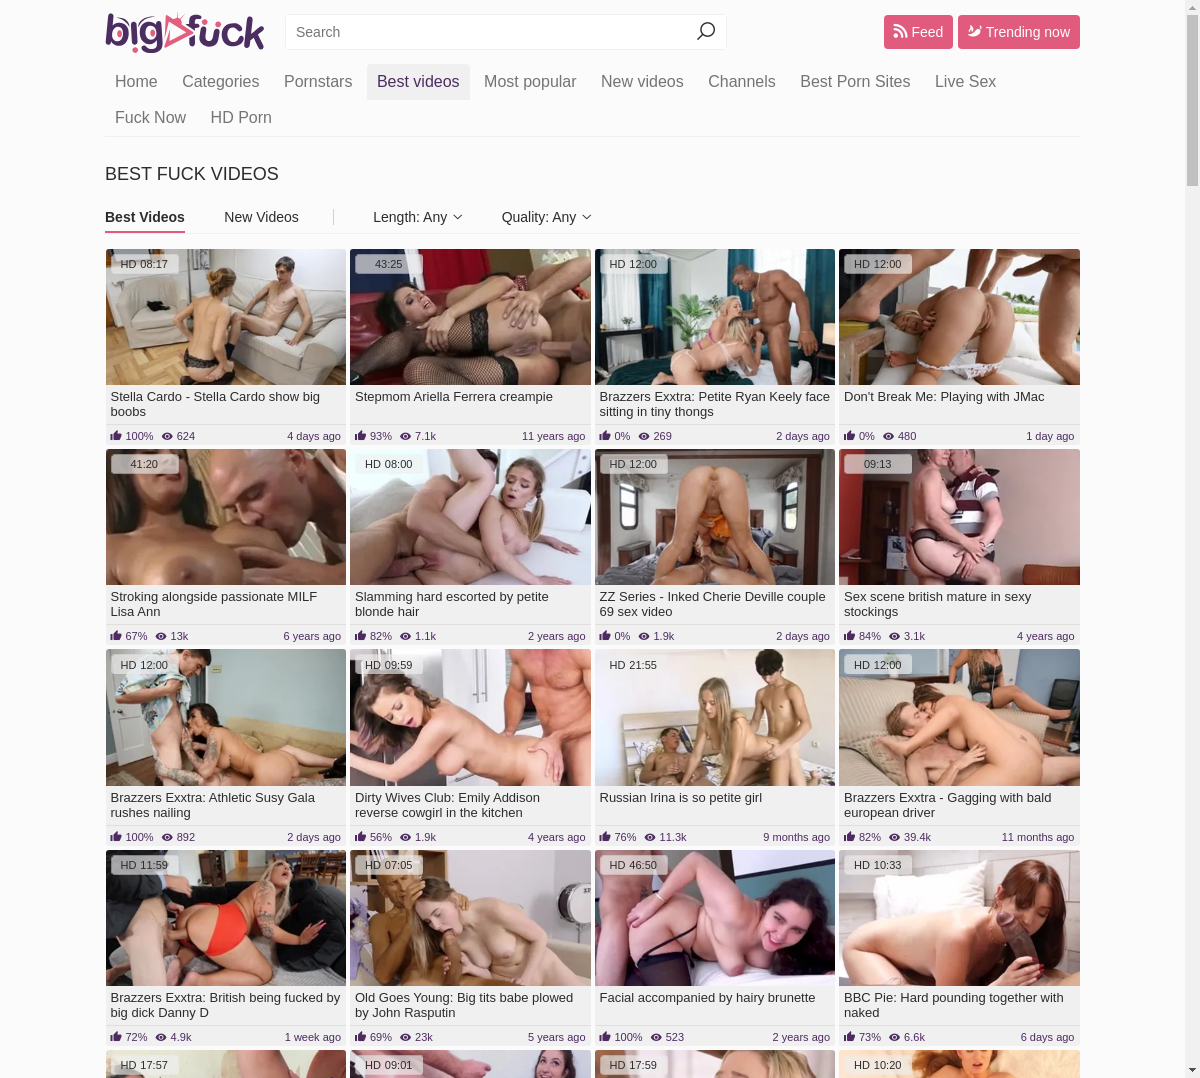 bigfuck
Search
Feed
Trending now
Home Categories Pornstars Best videos Most popular New videos Channels Best Porn Sites Live Sex
Fuck Now HD Porn
BEST FUCK VIDEOS
Best Videos New Videos Length: Any Quality: Any
HD 08:17
43:25
HD 12:00
HD 12:00
Stella Cardo - Stella Cardo show big
boobs
100% 624 4 days ago
Stepmom Ariella Ferrera creampie
93% 7.1k 11 years ago
Brazzers Exxtra: Petite Ryan Keely face
sitting in tiny thongs
0% 269 2 days ago
Don't Break Me: Playing with JMac
0% 480 1 day ago
41:20
HD 08:00
HD 12:00
09:13
Stroking alongside passionate MILF
Lisa Ann
67% 13k 6 years ago
Slamming hard escorted by petite
blonde hair
82% 1.1k 2 years ago
ZZ Series - Inked Cherie Deville couple
69 sex video
0% 1.9k 2 days ago
Sex scene british mature in sexy
stockings
84% 3.1k 4 years ago
HD 12:00
HD 09:59
HD 21:55
HD 12:00
Brazzers Exxtra: Athletic Susy Gala
rushes nailing
100% 892 2 days ago
Dirty Wives Club: Emily Addison
reverse cowgirl in the kitchen
56% 1.9k 4 years ago
Russian Irina is so petite girl
76% 11.3k 9 months ago
Brazzers Exxtra - Gagging with bald
european driver
82% 39.4k 11 months ago
HD 11:59
HD 07:05
HD 46:50
HD 10:33
Brazzers Exxtra: British being fucked by
big dick Danny D
72% 4.9k 1 week ago
Old Goes Young: Big tits babe plowed
by John Rasputin
69% 23k 5 years ago
Facial accompanied by hairy brunette
100% 523 2 years ago
BBC Pie: Hard pounding together with
naked
73% 6.6k 6 days ago
HD 17:57
HD 09:01
HD 17:59
HD 10:20